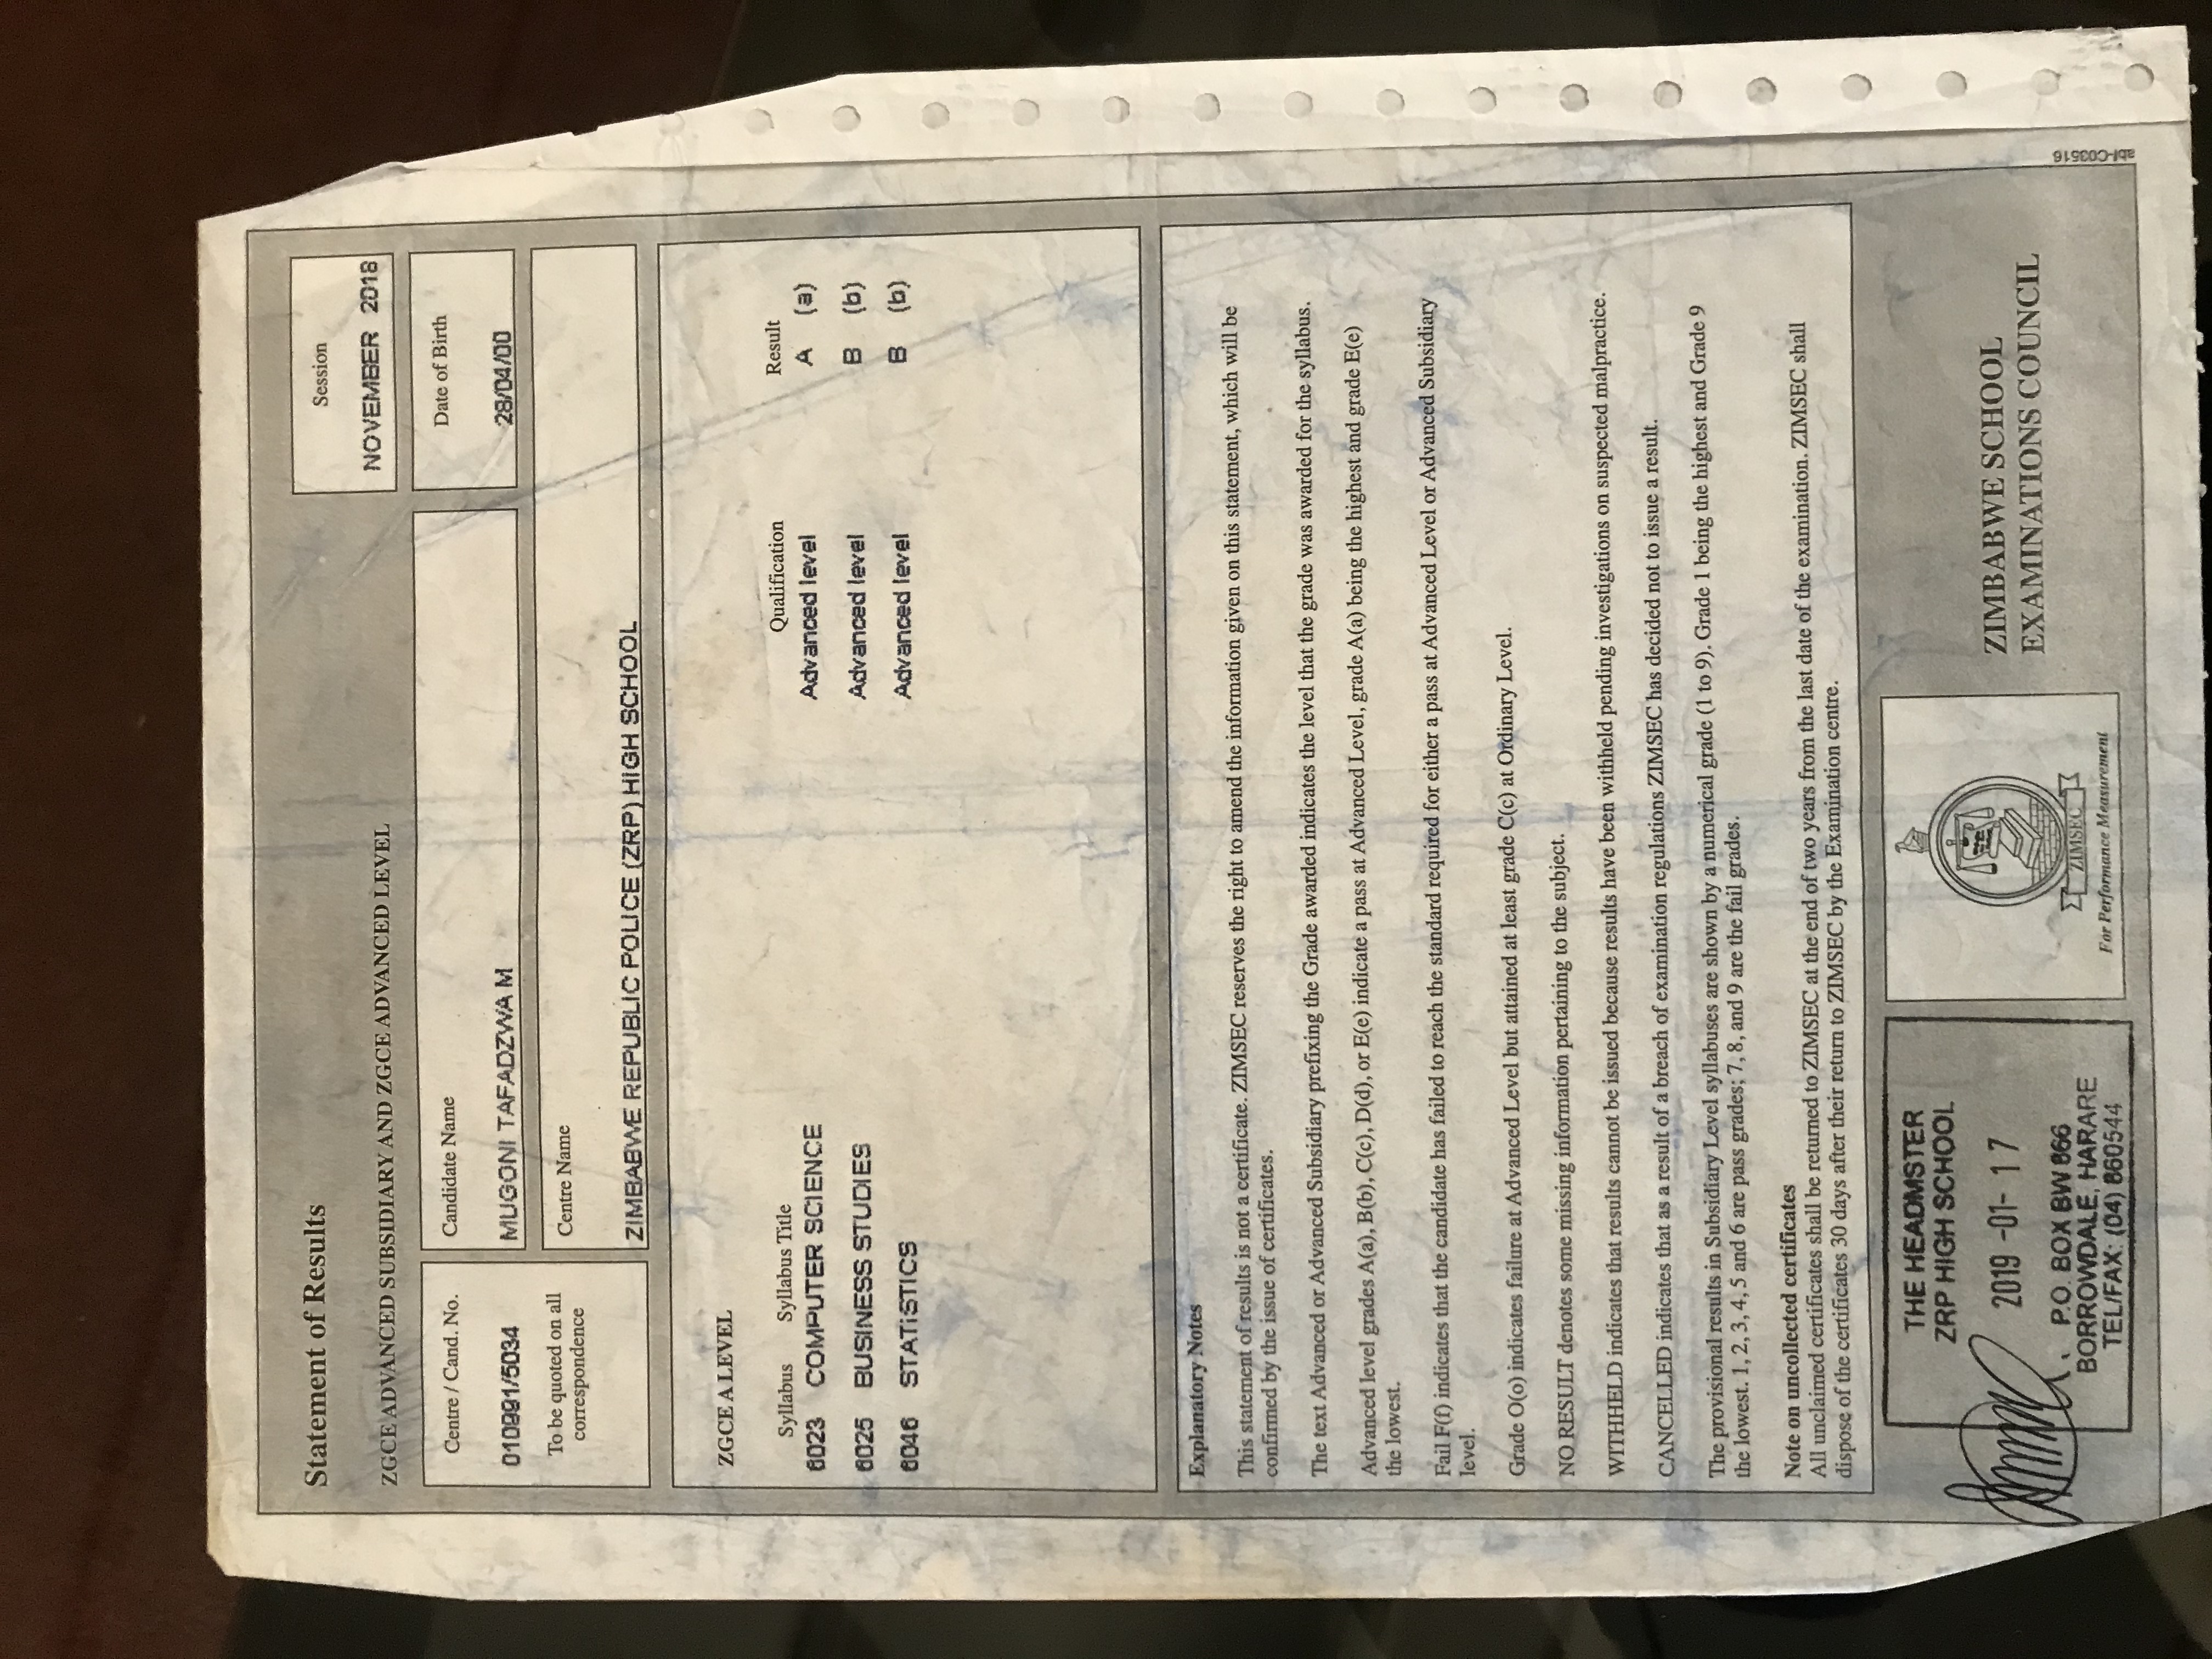 Statement of Results
ZGCE ADVANCED SUBSIDIARY AND ZGCE ADVANCED LEVEL
Session
NOVEMBER 2018
Centre / Cand. No.
010991/5034
To be quoted on all
correspondence
Candidate Name
MUGONI TAFADZWA M
Date of Birth
28/04/00
Centre Name
ZIMBABWE REPUBLIC POLICE (ZRP) HIGH SCHOOL
ZGCE A LEVEL
Syllabus Syllabus Title Qualification Result
6023 COMPUTER SCIENCE Advanced level A (a)
6025 BUSINESS STUDIES Advanced level B (b)
6046 STATISTICS Advanced level B (b)
Explanatory Notes
This statement of results is not a certificate. ZIMSEC reserves the right to amend the information given on this statement, which will be
confirmed by the issue of certificates.
The text Advanced or Advanced Subsidiary prefixing the Grade awarded indicates the level that the grade was awarded for the syllabus.
Advanced level grades A(a), B(b), C(c), D(d), or E(e) indicate a pass at Advanced Level, grade A(a) being the highest and grade E(e)
the lowest.
Fail F(f) indicates that the candidate has failed to reach the standard required for either a pass at Advanced Level or Advanced Subsidiary
level.
Grade O(o) indicates failure at Advanced Level but attained at least grade C(c) at Ordinary Level.
NO RESULT denotes some missing information pertaining to the subject.
WITHHELD indicates that results cannot be issued because results have been withheld pending investigations on suspected malpractice.
CANCELLED indicates that as a result of a breach of examination regulations ZIMSEC has decided not to issue a result.
The provisional results in Subsidiary Level syllabuses are shown by a numerical grade (1 to 9). Grade 1 being the highest and Grade 9
the lowest. 1, 2, 3, 4, 5 and 6 are pass grades; 7, 8, and 9 are the fail grades.
Note on uncollected certificates
All unclaimed certificates shall be returned to ZIMSEC at the end of two years from the last date of the examination. ZIMSEC shall
dispose of the certificates 30 days after their return to ZIMSEC by the Examination centre.
THE HEADMSTER
ZRP HIGH SCHOOL
2019 -01- 17
P.O. BOX BW 866
BORROWDALE, HARARE
TEL/FAX: (04) 860544
ZIMSEC
For Performance Measurement
ZIMBABWE SCHOOL
EXAMINATIONS COUNCIL
abf-C03516